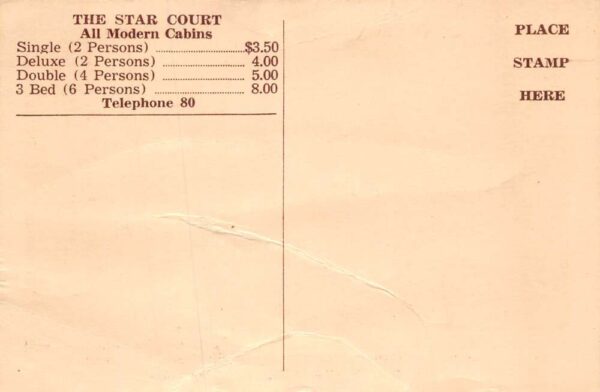 THE STAR COURT
All Modern Cabins
Single (2 Persons) ........................ $3.50
Deluxe (2 Persons) ........................ 4.00
Double (4 Persons) ........................ 5.00
3 Bed (6 Persons) ........................ 8.00
Telephone 80
PLACE
STAMP
HERE